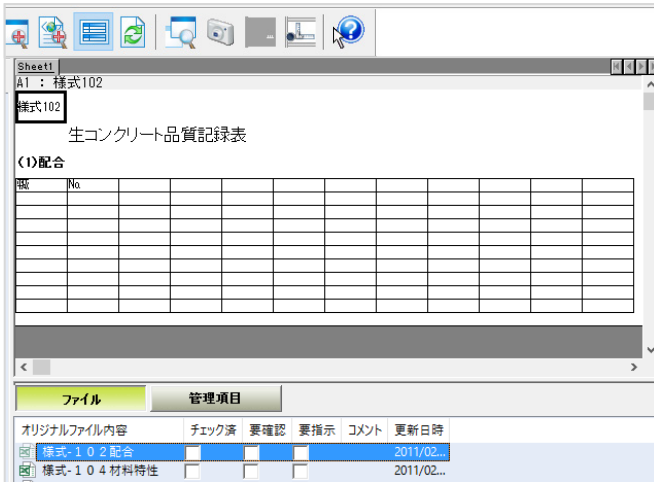 Sheet1
A1 : 様式102
様式102
生コンクリート品質記録表
(1)配合
No.
ファイル 管理項目
オリジナルファイル内容 チェック済 要確認 要指示 コメント 更新日時
様式-102配合 2011/02...
様式-104材料特性 2011/02...